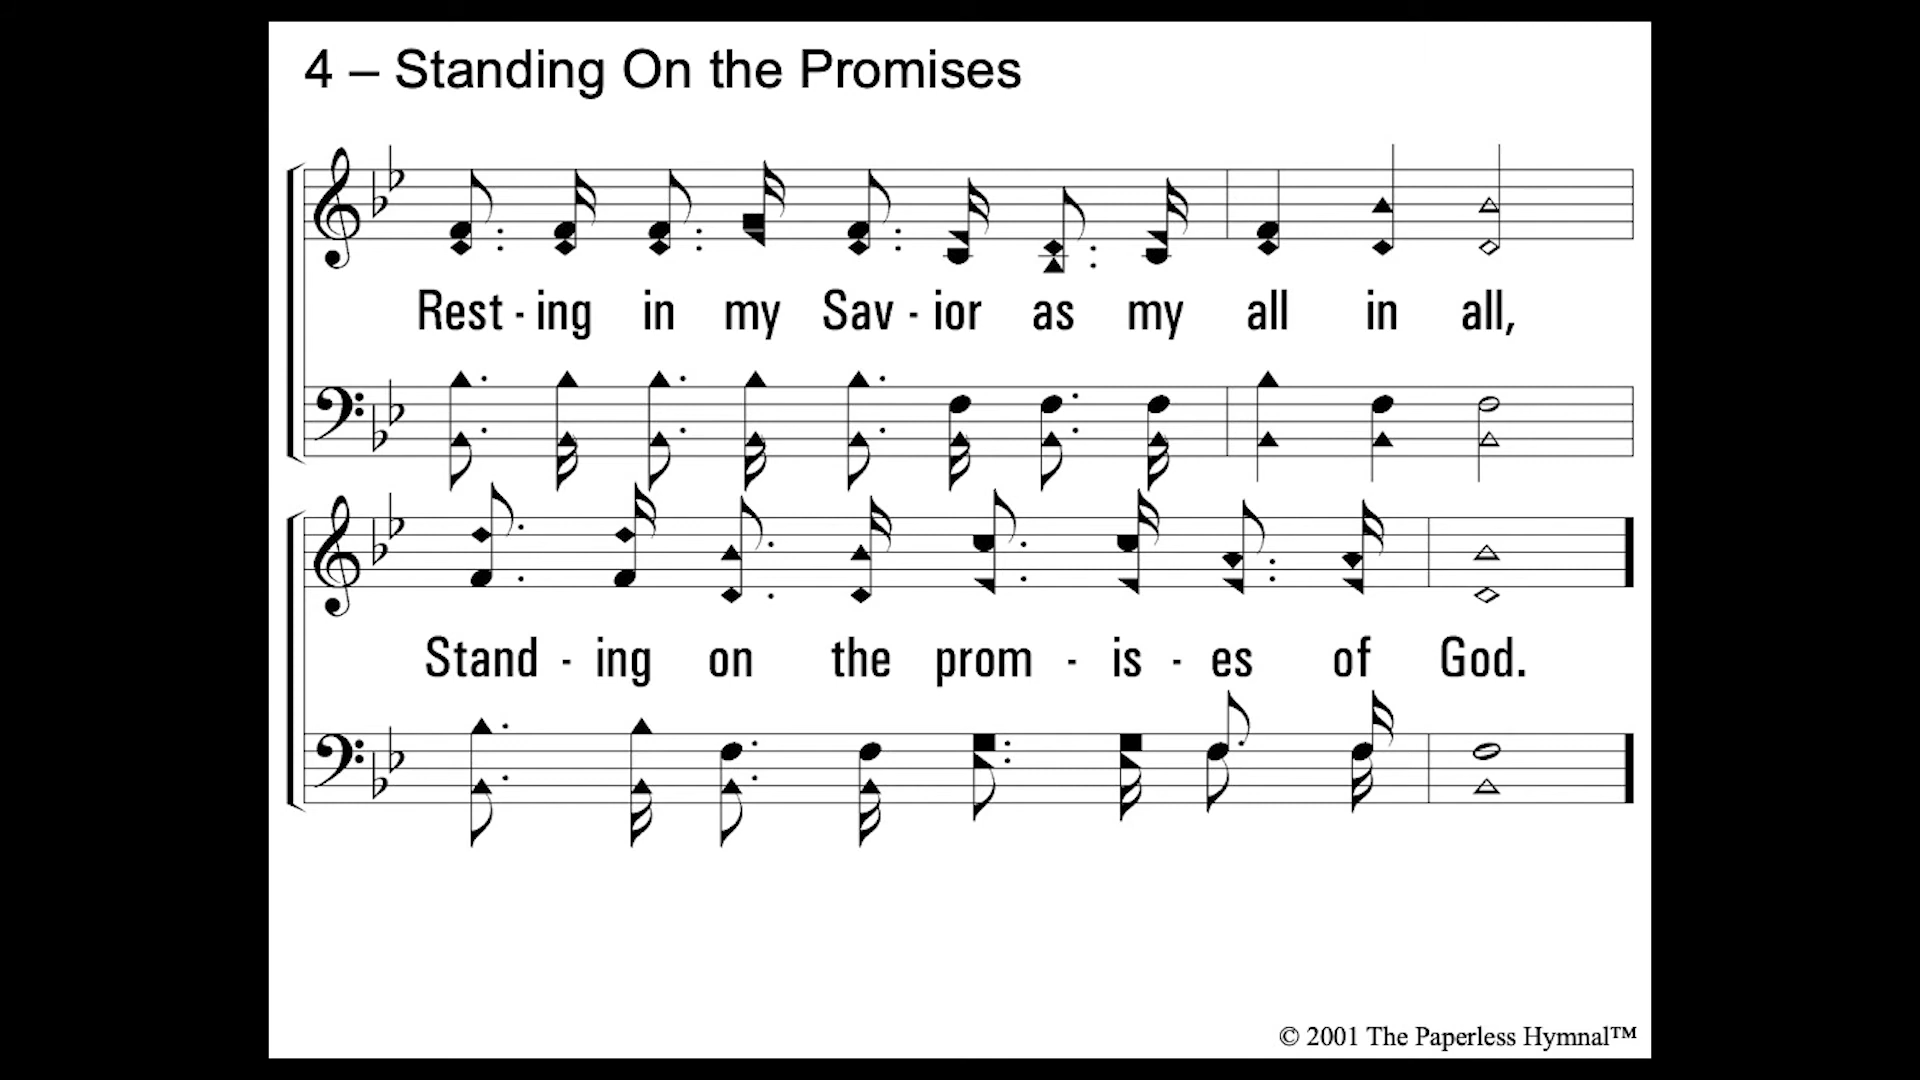 4 – Standing On the Promises
Rest - ing in my Sav - ior as my all in all,
Stand - ing on the prom - is - es of God.
© 2001 The Paperless Hymnal™